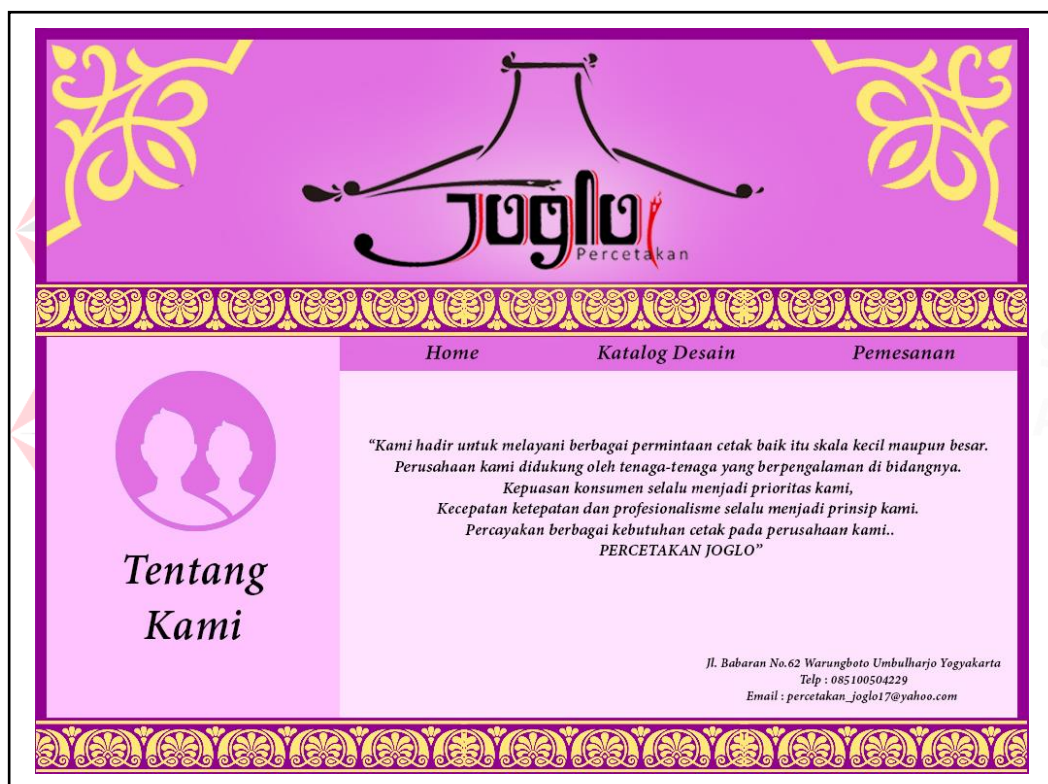 Joglo
Percetakan
Home Katalog Desain Pemesanan
“Kami hadir untuk melayani berbagai permintaan cetak baik itu skala kecil maupun besar.
Perusahaan kami didukung oleh tenaga-tenaga yang berpengalaman di bidangnya.
Kepuasan konsumen selalu menjadi prioritas kami,
Kecepatan ketepatan dan profesionalisme selalu menjadi prinsip kami.
Percayakan berbagai kebutuhan cetak pada perusahaan kami..
PERCETAKAN JOGLO”
Tentang
Kami
Jl. Babaran No.62 Warungboto Umbulharjo Yogyakarta
Telp : 085100504229
Email : percetakan_joglo17@yahoo.com